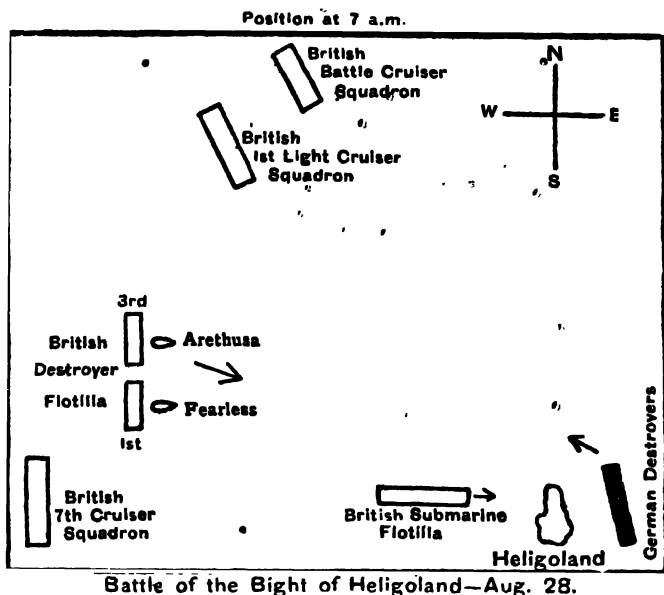 Position at 7 a.m.
British
Battle Cruiser
Squadron
N
W
E
S
British
1st Light Cruiser
Squadron
3rd
British
Arethusa
Destroyer
Flotilla
Fearless
1st
British
7th Cruiser
Squadron
British Submarine
Flotilla
Heligoland
German Destroyers
Battle of the Bight of Heligoland—Aug. 28.